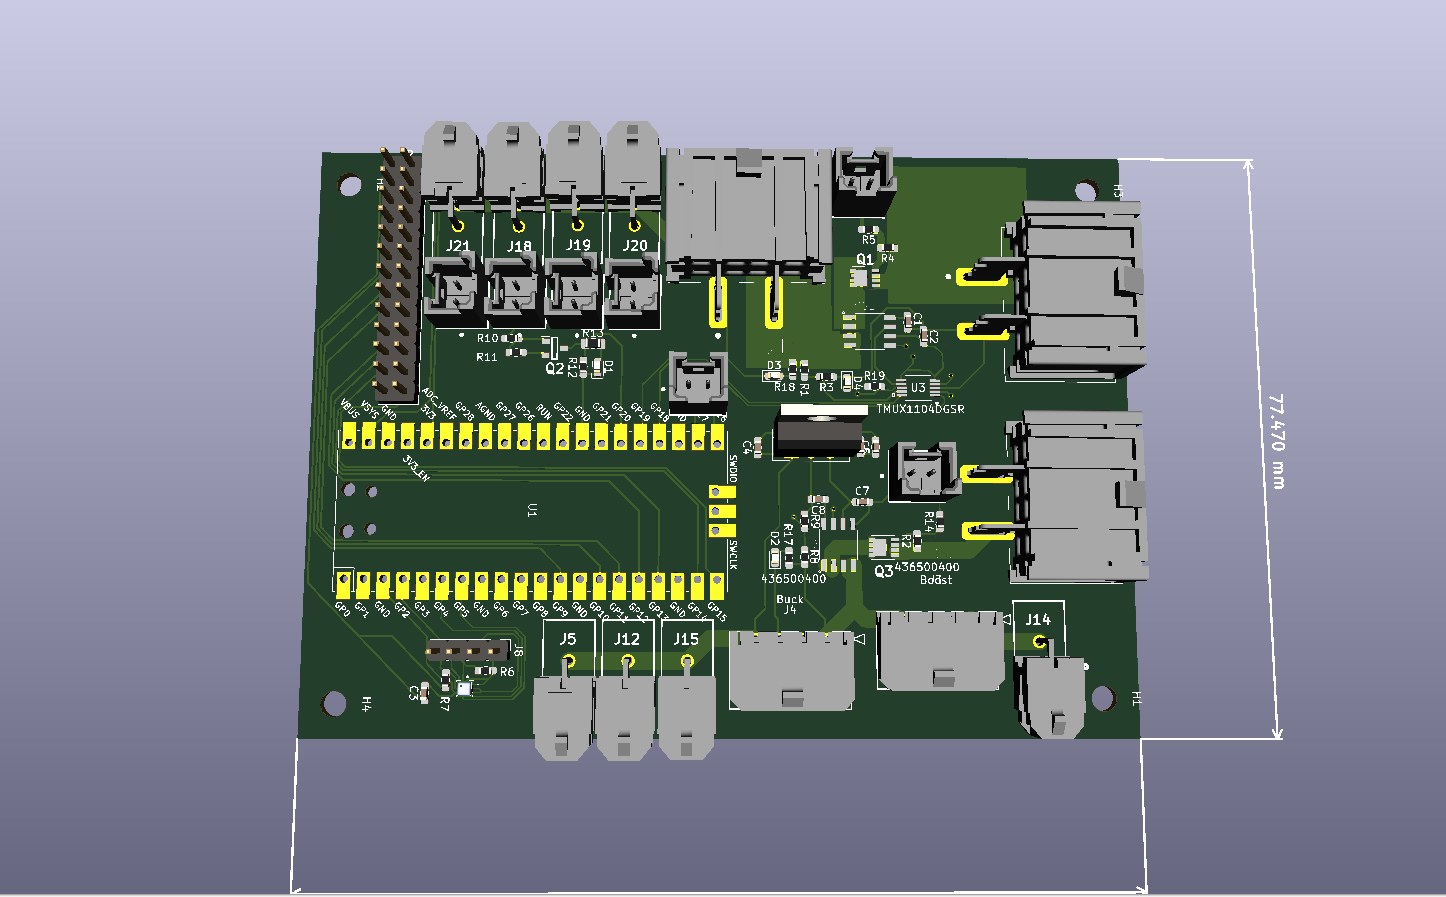 H2
H3
J21
J18
J19
J20
R5
R4
Q1
C1
C2
R10
R11
Q2
R13
R12
D1
D3
R18
R1
R3
D4
R19
U3
TMUX1104DGSR
VBUS
VSYS
GND
3V3_EN
3V3
ADC_VREF
GP28
AGND
GP27
GP26
RUN
GP22
GND
GP21
GP20
GP19
GP18
C4
SWDIO
SWCLK
U1
C7
C8
R9
R17
R8
D2
R14
R2
Q3
436500400
436500400
Boost
Buck
J4
GP0
GP1
GND
GP2
GP3
GP4
GP5
GND
GP6
GP7
GP8
GP9
GND
GP10
GP11
GP12
GP13
GND
GP14
GP15
J5
J12
J15
J14
J8
R6
C3
R7
H4
H1
77.470 mm